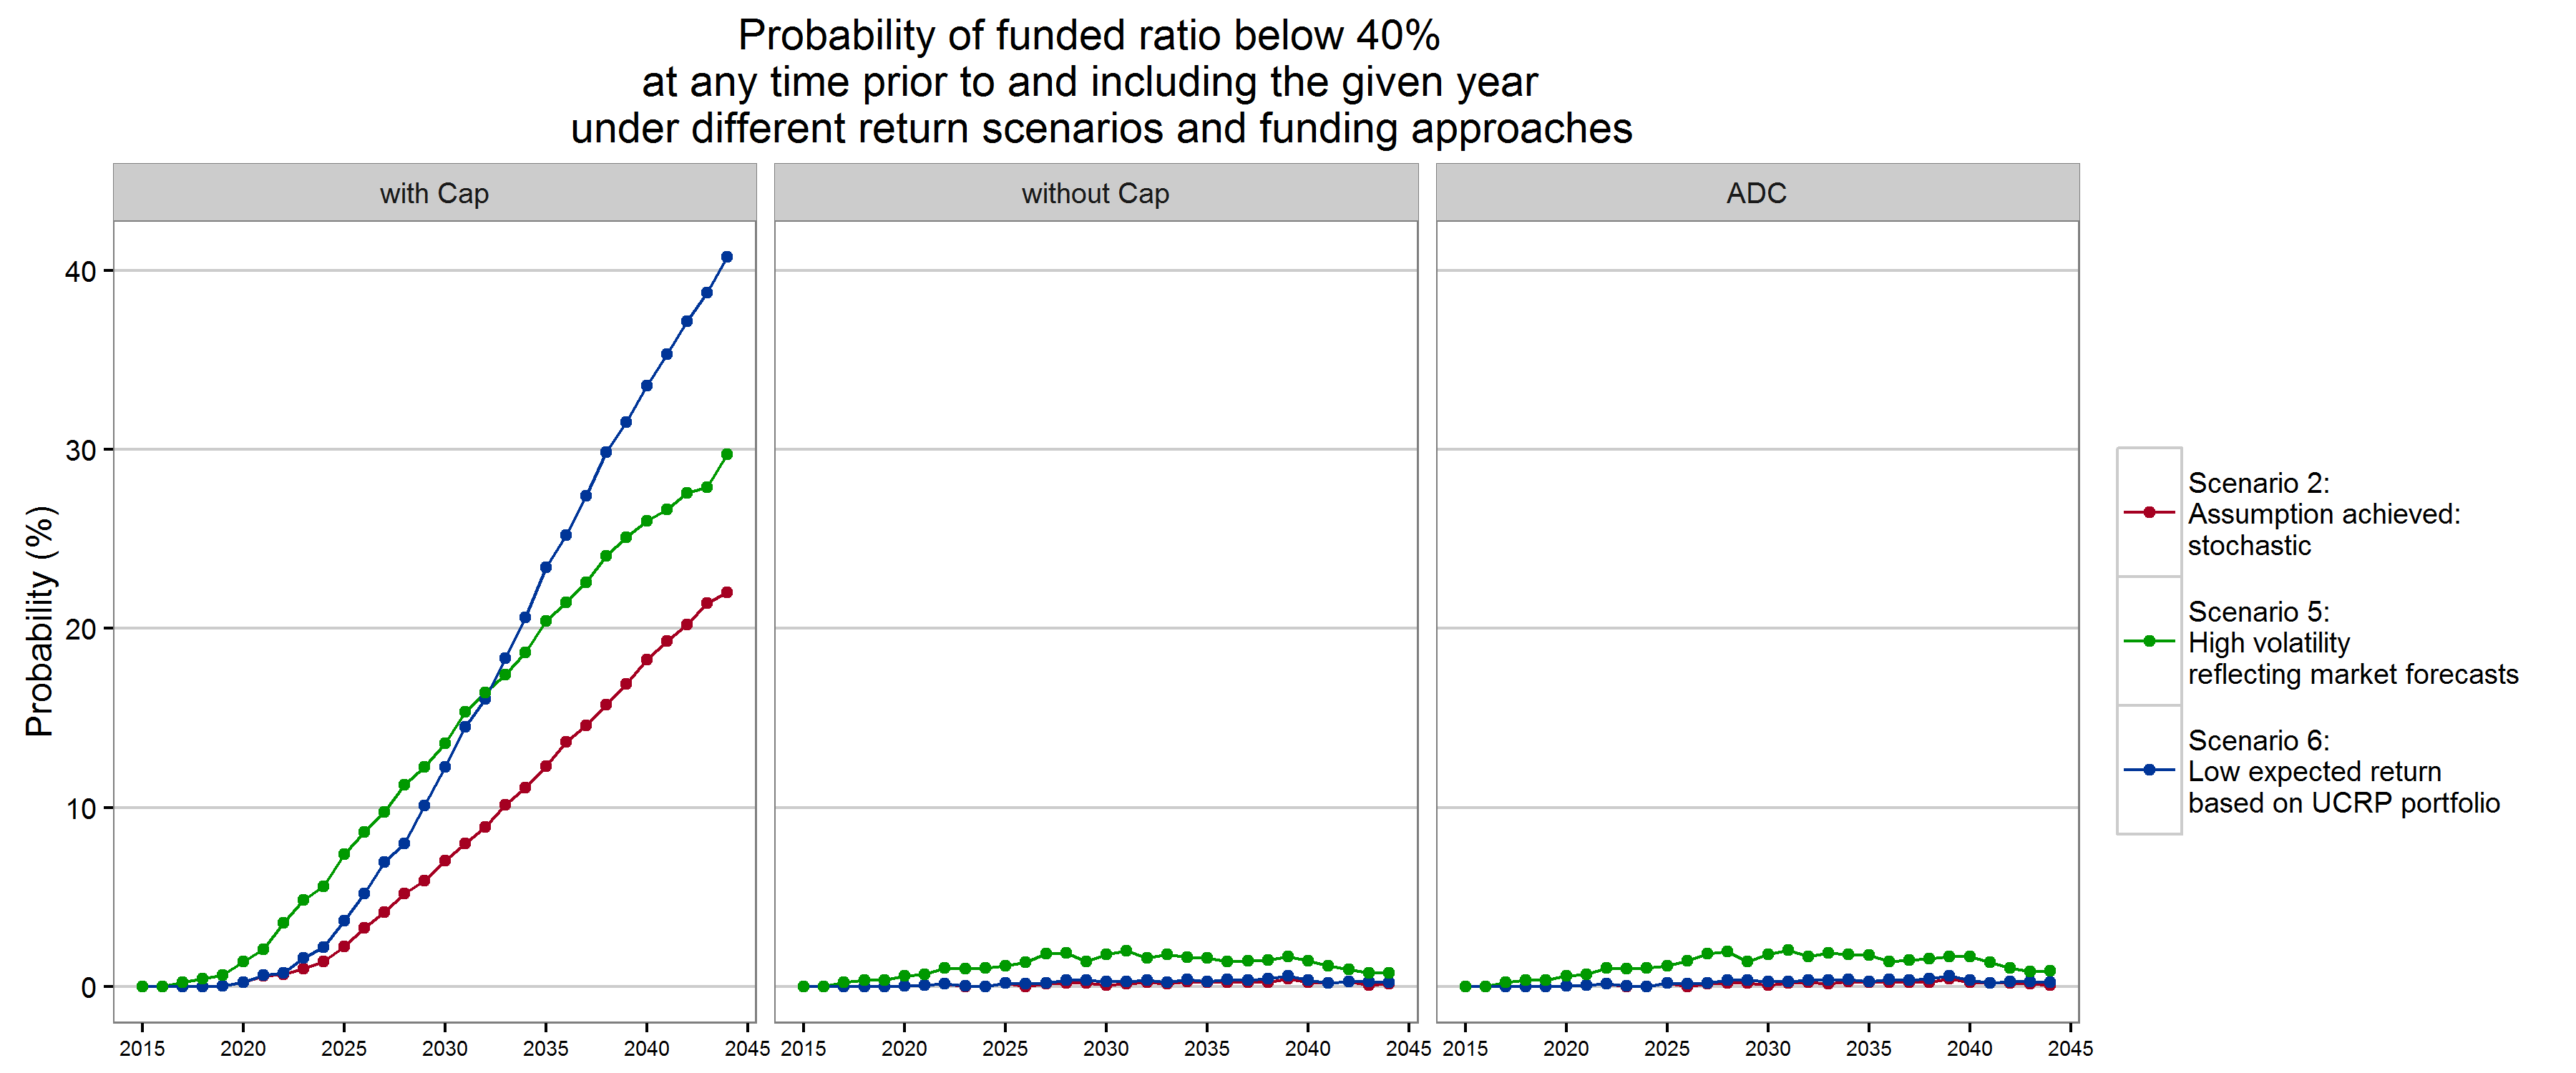 Probability of funded ratio below 40%
at any time prior to and including the given year
under different return scenarios and funding approaches
with Cap
without Cap
ADC
Probability (%)
40
30
20
10
0
2015 2020 2025 2030 2035 2040 2045
2015 2020 2025 2030 2035 2040 2045
2015 2020 2025 2030 2035 2040 2045
Scenario 2:
Assumption achieved:
stochastic
Scenario 5:
High volatility
reflecting market forecasts
Scenario 6:
Low expected return
based on UCRP portfolio